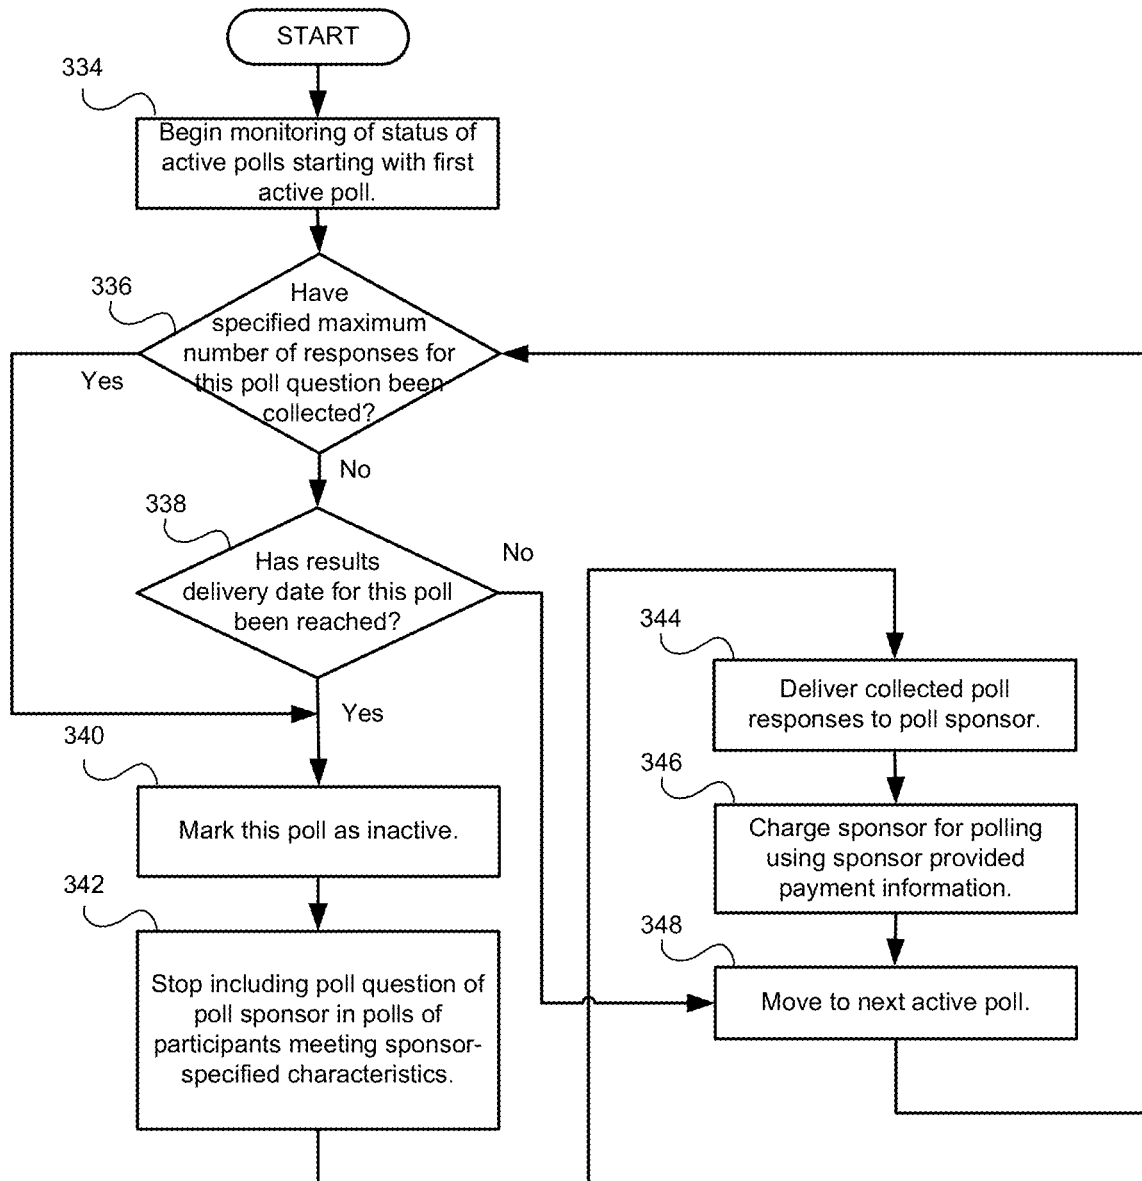 START
334
Begin monitoring of status of
active polls starting with first
active poll.
336
Have
specified maximum
number of responses for
this poll question been
collected?
Yes
No
338
Has results
delivery date for this poll
been reached?
No
Yes
340
Mark this poll as inactive.
342
Stop including poll question of
poll sponsor in polls of
participants meeting sponsor-
specified characteristics.
344
Deliver collected poll
responses to poll sponsor.
346
Charge sponsor for polling
using sponsor provided
payment information.
348
Move to next active poll.